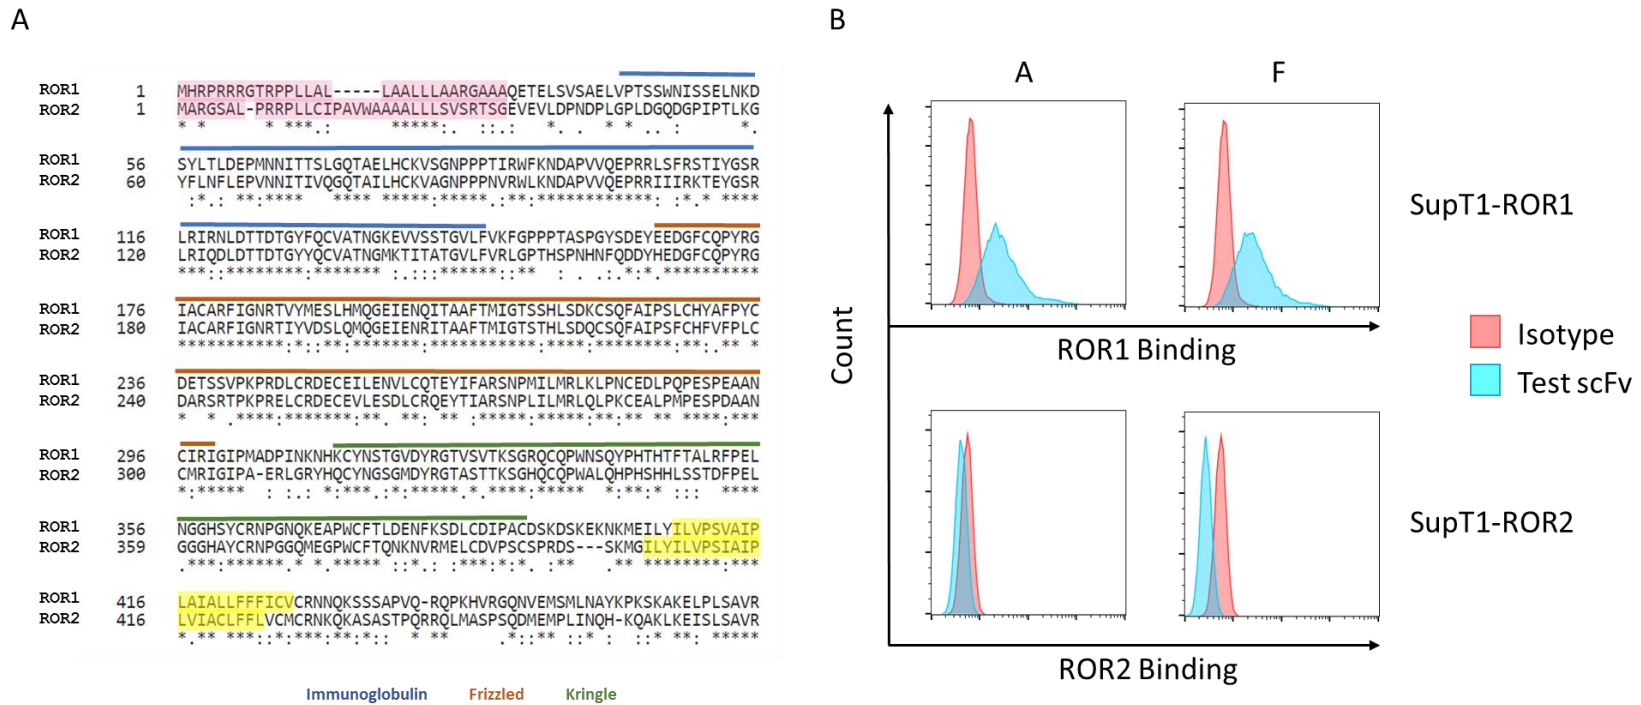 A
ROR1 1 MHRPRRRGTRPPLLAL-----LAALLLAARGAAAQETELSVSAELVPTSSWNISSELNKD
ROR2 1 MARGSAL-PRRPLLCIPAVWAAAALLLSVSRTSGEVEVLDPNDPLGPLDGQDGPIPTLKG
* * * ***.: *****:. ::.: *. . * * .: *.
ROR1 56 SYLTLDEPMNNITTSLGQTAELHCKVSGNPPPTIRWFKNDAPVVQEPRRLSFRSTIYGSR
ROR2 60 YFLNFLEPVNNITIVQGQTAILHCKVAGNPPPNVRWLKNDAPVVQEPRRIIIRKTEYGSR
:*.: **:**** **** *****:*****.:**:************: :*.* ****
ROR1 116 LRIRNLDTTDTGYFQCVATNGKEVVSSTGVLFVKFGPPPTASPGYSDEYEEDGFCQPYRG
ROR2 120 LRIQDLDTTDTGYYQCVATNGMKTITATGVLFVRLGPTHSPNHNFQDDYHEDGFCQPYRG
***::********:******* :.:::******::** : . .:.*:*.**********
ROR1 176 IACARFIGNRTVYMESLHMQGEIENQITAAFTMIGTSSHLSDKCSQFAIPSLCHYAFPYC
ROR2 180 IACARFIGNRTIYVDSLQMQGEIENRITAAFTMIGTSTHLSDQCSQFAIPSFCHFVFPLC
***********:*::**:*******:***********:****:********:**:.** *
ROR1 236 DETSSVPKPRDLCRDECEILENVLCQTEYIFARSNPMILMRLKLPNCEDLPQPESPEAAN
ROR2 240 DARSRTPKPRELCRDECEVLESDLCRQEYTIARSNPLILMRLQLPKCEALPMPESPDAAN
* * .****:*******:**. **: ** :*****:*****:**:** ** ****:***
ROR1 296 CIRIGIPMADPINKNHKCYNSTGVDYRGTVSVTKSGRQCQPWNSQYPHTHTFTALRFPEL
ROR2 300 CMRIGIPA-ERLGRYHQCYNGSGMDYRGTASTTKSGHQCQPWALQHPHSHHLSSTDFPEL
*:***** : :.: *:***.:*:*****.*.****:***** *:**:* ::: ****
ROR1 356 NGGHSYCRNPGNQKEAPWCFTLDENFKSDLCDIPACDSKDSKEKNKMEILYILVPSVAIP
ROR2 359 GGGHAYCRNPGGQMEGPWCFTQNKNVRMELCDVPSCSPRDS---SKMGILYILVPSIAIP
.***:******.* *.***** ::*.: :***:*:*. :** .** ********:***
ROR1 416 LAIALLFFFICVCRNNQKSSSAPVQ-RQPKHVRGQNVEMSMLNAYKPKSKAKELPLSAVR
ROR2 416 LVIACLFFLVCMCRNKQKASASTPQRRQLMASPSQDMEMPLINQH-KQAKLKEISLSAVR
*.** ***::*:***:**:*:: * ** .*::** ::* : ::* **: *****
Immunoglobulin Frizzled Kringle
B
A F
SupT1-ROR1
ROR1 Binding
Count
Isotype
Test scFv
SupT1-ROR2
ROR2 Binding